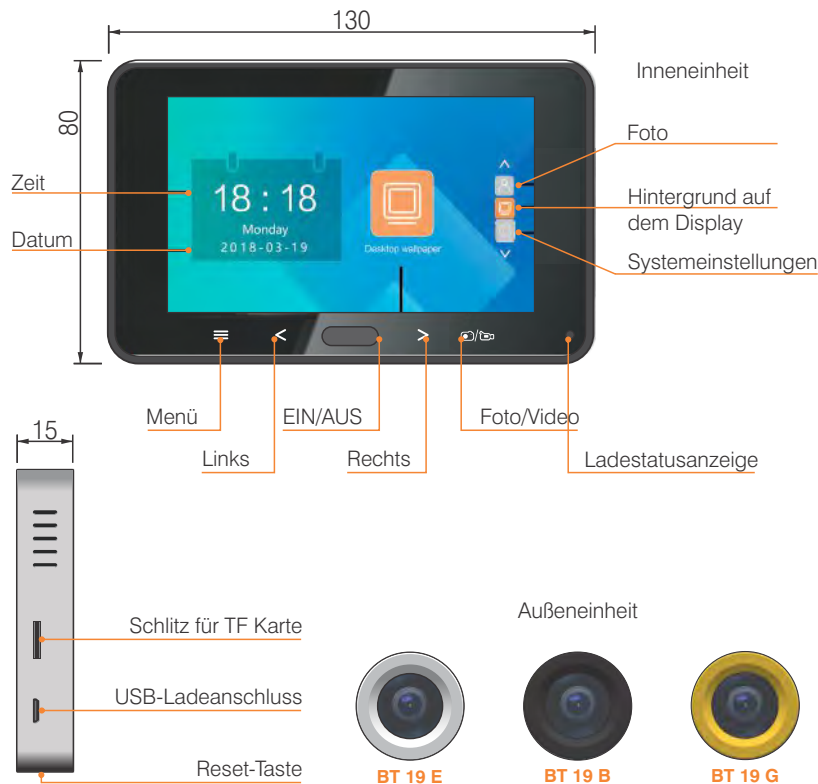 130
Inneneinheit
80
Foto
Zeit
18 : 18
Hintergrund auf
dem Display
Monday
Datum
2018-03-19
Desktop wallpaper
Systemeinstellungen
Menü
EIN/AUS
Foto/Video
15
Links
Rechts
Ladestatusanzeige
Außeneinheit
Schlitz für TF Karte
USB-Ladeanschluss
Reset-Taste
BT 19 E
BT 19 B
BT 19 G